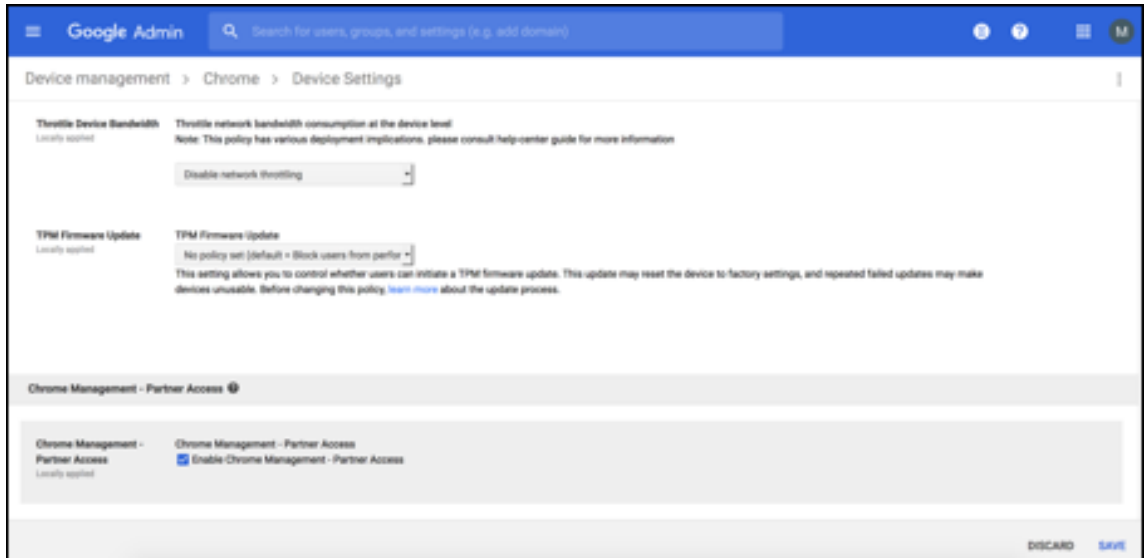 Google Admin
Search for users, groups, and settings (e.g. add domain)
M
Device management > Chrome > Device Settings
Throttle Device Bandwidth
Locally applied
Throttle network bandwidth consumption at the device level
Note: This policy has various deployment implications. please consult help-center guide for more information
Disable network throttling
TPM Firmware Update
Locally applied
TPM Firmware Update
No policy set (default = Block users from perfor
This setting allows you to control whether users can initiate a TPM firmware update. This update may reset the device to factory settings, and repeated failed updates may make
devices unusable. Before changing this policy, learn more about the update process.
Chrome Management - Partner Access
Chrome Management -
Partner Access
Locally applied
Chrome Management - Partner Access
Enable Chrome Management - Partner Access
DISCARD SAVE